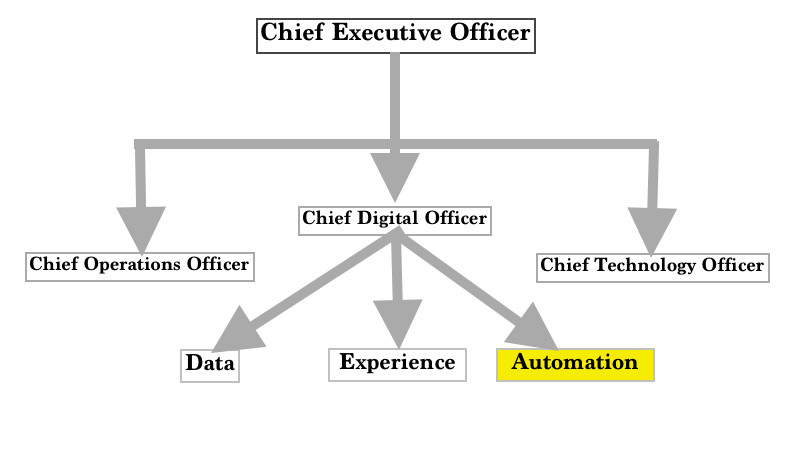 Chief Executive Officer
Chief Digital Officer
Chief Operations Officer
Chief Technology Officer
Data
Experience
Automation